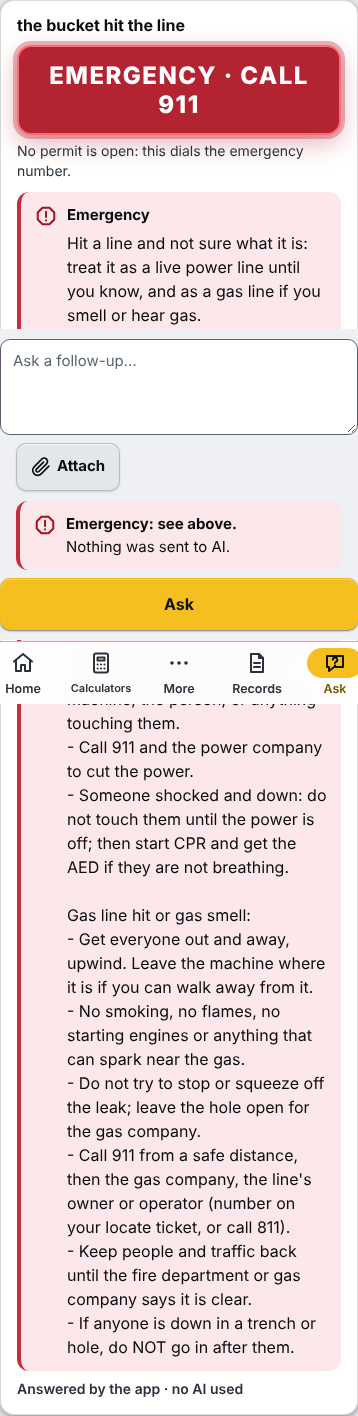 the bucket hit the line
EMERGENCY · CALL
911
No permit is open: this dials the emergency
number.
Emergency
Hit a line and not sure what it is:
treat it as a live power line until
you know, and as a gas line if you
smell or hear gas.
Ask a follow-up...
Attach
Emergency: see above.
Nothing was sent to AI.
Ask
Home
Calculators
More
Records
Ask
machine, the person, or anything
touching them.
- Call 911 and the power company
to cut the power.
- Someone shocked and down: do
not touch them until the power is
off; then start CPR and get the
AED if they are not breathing.
Gas line hit or gas smell:
- Get everyone out and away,
upwind. Leave the machine where
it is if you can walk away from it.
- No smoking, no flames, no
starting engines or anything that
can spark near the gas.
- Do not try to stop or squeeze off
the leak; leave the hole open for
the gas company.
- Call 911 from a safe distance,
then the gas company, the line's
owner or operator (number on
your locate ticket, or call 811).
- Keep people and traffic back
until the fire department or gas
company says it is clear.
- If anyone is down in a trench or
hole, do NOT go in after them.
Answered by the app · no AI used